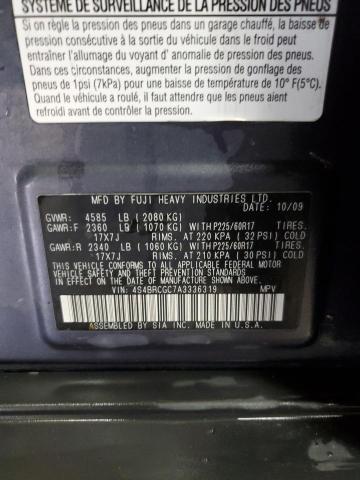 SYSTÈME DE SURVEILLANCE DE LA PRESSION DES PNEUS
Si on règle la pression des pneus dans un garage chauffé, la baisse de
pression consécutive à la sortie du véhicule dans le froid peut
entraîner l'allumage du voyant d' anomalie de pression des pneus.
Dans ces circonstances, augmenter la pression de gonflage des
pneus de 1psi (7kPa) pour une baisse de température de 10° F(5°C).
Quand le véhicule a roulé, il faut attendre que les pneus aient
refroidi avant d'ajuster la pression.
MFD BY FUJI HEAVY INDUSTRIES LTD.
DATE: 10/09
GVWR: 4585 LB (2080 KG)
GAWR:F 2360 LB (1070 KG) WITH P225/60R17 TIRES.
17X7J RIMS. AT 220 KPA (32 PSI) COLD
GAWR:R 2340 LB (1060 KG) WITH P225/60R17 TIRES.
17X7J RIMS. AT 210 KPA (30 PSI) COLD
THIS VEHICLE CONFORMS TO ALL APPLICABLE
FEDERAL MOTOR VEHICLE SAFETY STANDARDS
IN EFFECT ON THE DATE OF MANUFACTURE
SHOWN ABOVE.
VIN: 4S4BRCGC7A3336319 MPV
ASSEMBLED BY SIA INC. MADE IN U.S.A.